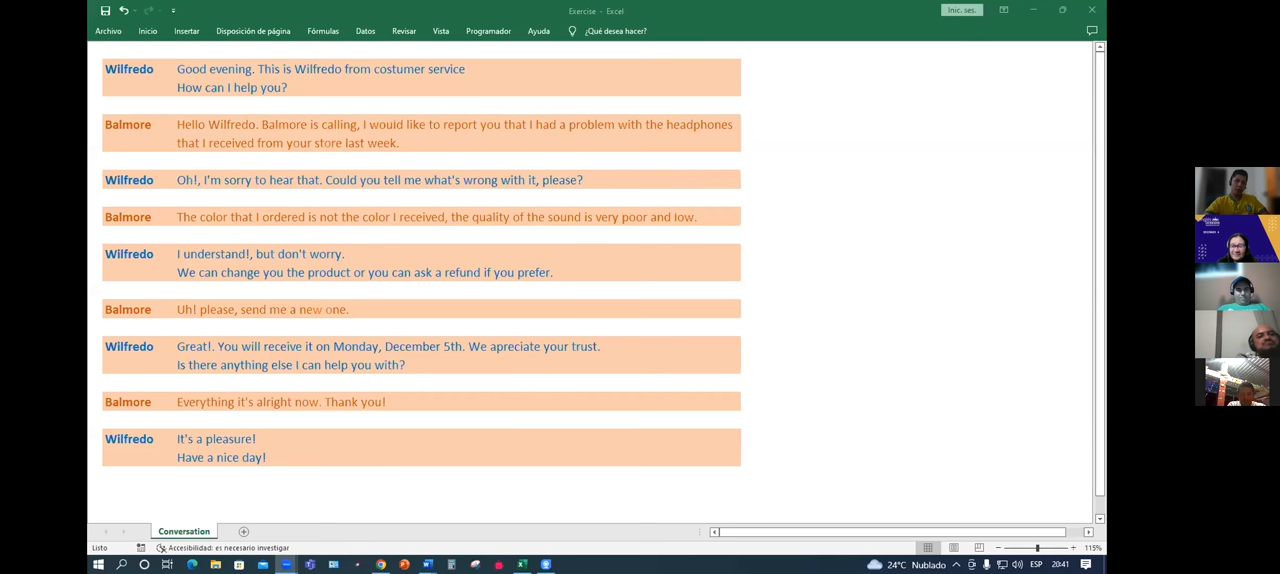 Exercise - Excel
Inic. ses.
Archivo Inicio Insertar Disposición de página Fórmulas Datos Revisar Vista Programador Ayuda ¿Qué desea hacer?
Wilfredo Good evening. This is Wilfredo from costumer service
How can I help you?
Balmore Hello Wilfredo. Balmore is calling, I would like to report you that I had a problem with the headphones
that I received from your store last week.
Wilfredo Oh!, I'm sorry to hear that. Could you tell me what's wrong with it, please?
Balmore The color that I ordered is not the color I received, the quality of the sound is very poor and low.
Wilfredo I understand!, but don't worry.
We can change you the product or you can ask a refund if you prefer.
Balmore Uh! please, send me a new one.
Wilfredo Great!. You will receive it on Monday, December 5th. We apreciate your trust.
Is there anything else I can help you with?
Balmore Everything it's alright now. Thank you!
Wilfredo It's a pleasure!
Have a nice day!
Conversation
Listo Accesibilidad: es necesario investigar 115%
24°C Nublado ESP 20:41